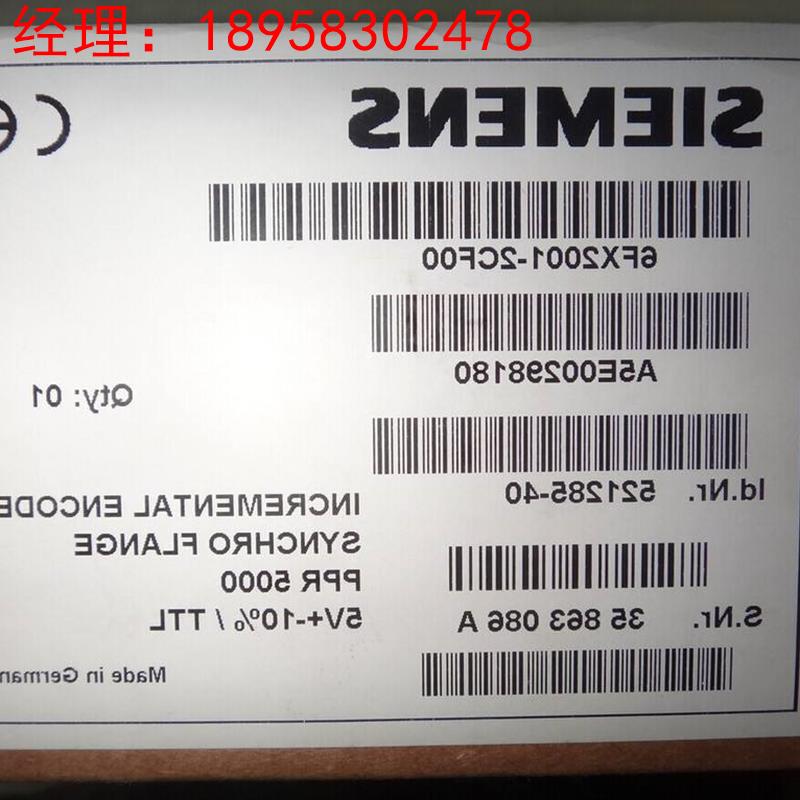 经理：18958302478
SIEMENS
CE
6FX2001-2CF00
A5E00298180
Qty: 01
Id.Nr. 521285-40
INCREMENTAL ENCODE
SYNCHRO FLANGE
PPR 5000
5V+-10% / TTL
S.Nr. 35 863 086 A
Made in German